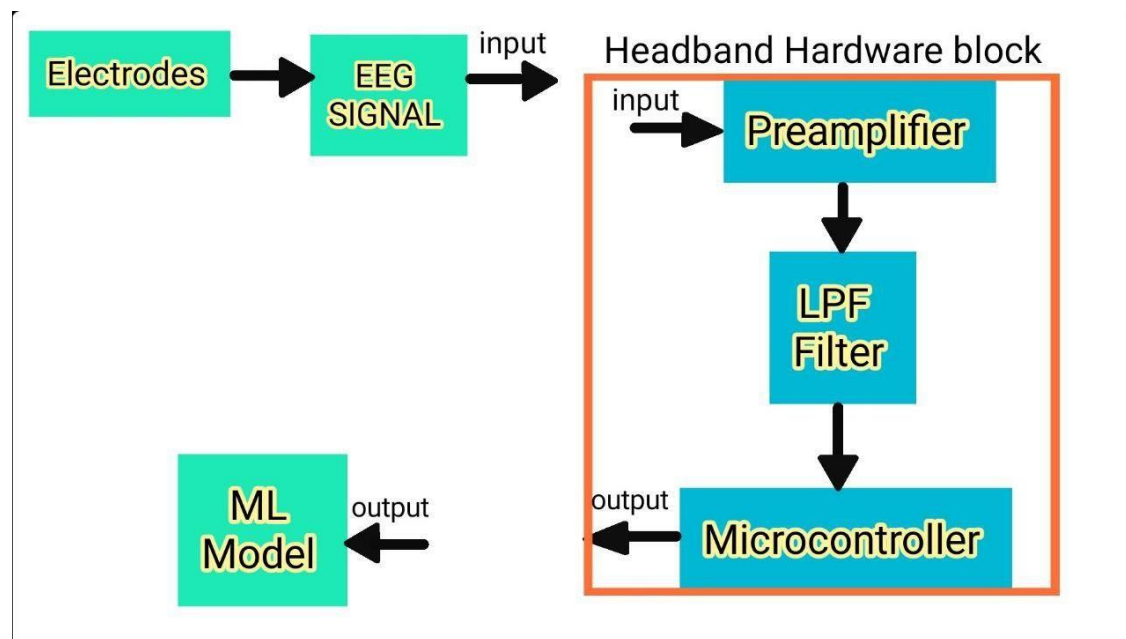 Electrodes
EEG
SIGNAL
input
Headband Hardware block
input
Preamplifier
LPF
Filter
Microcontroller
output
output
ML
Model